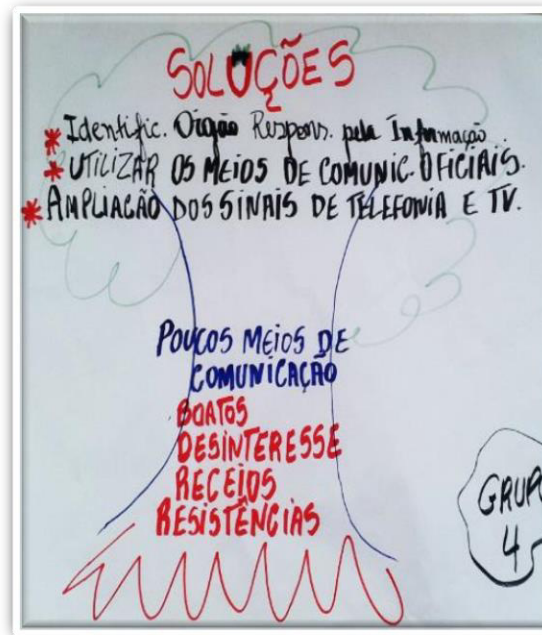 SOLUÇÕES
* Identific. Órgão Respons. pela Informação.
* UTILIZAR OS MEIOS DE COMUNIC. OFICIAIS.
* AMPLIAÇÃO DOS SINAIS DE TELEFONIA E TV.
POUCOS MEIOS DE
COMUNICAÇÃO
BOATOS
DESINTERESSE
RECEIOS
RESISTÊNCIAS
GRUPO
4